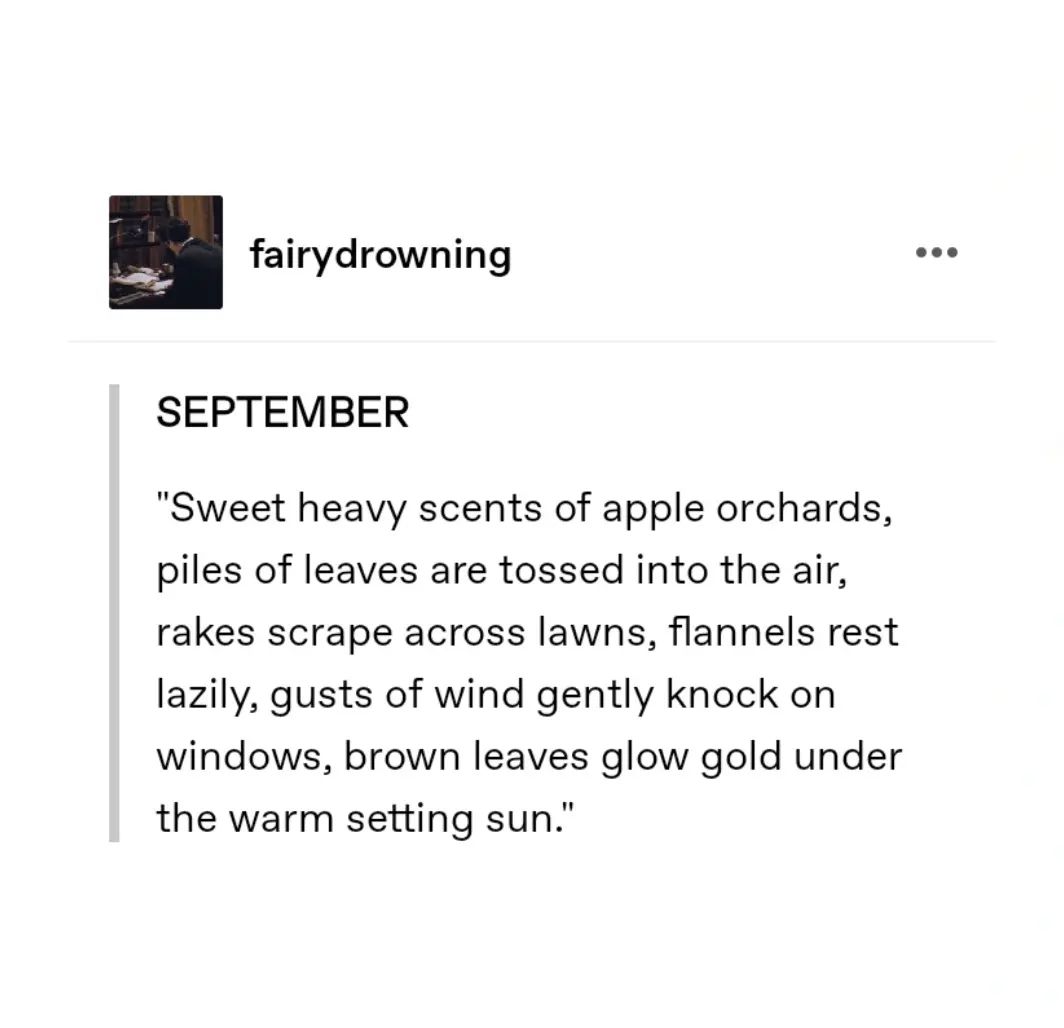 fairydrowning
SEPTEMBER
"Sweet heavy scents of apple orchards,
piles of leaves are tossed into the air,
rakes scrape across lawns, flannels rest
lazily, gusts of wind gently knock on
windows, brown leaves glow gold under
the warm setting sun."